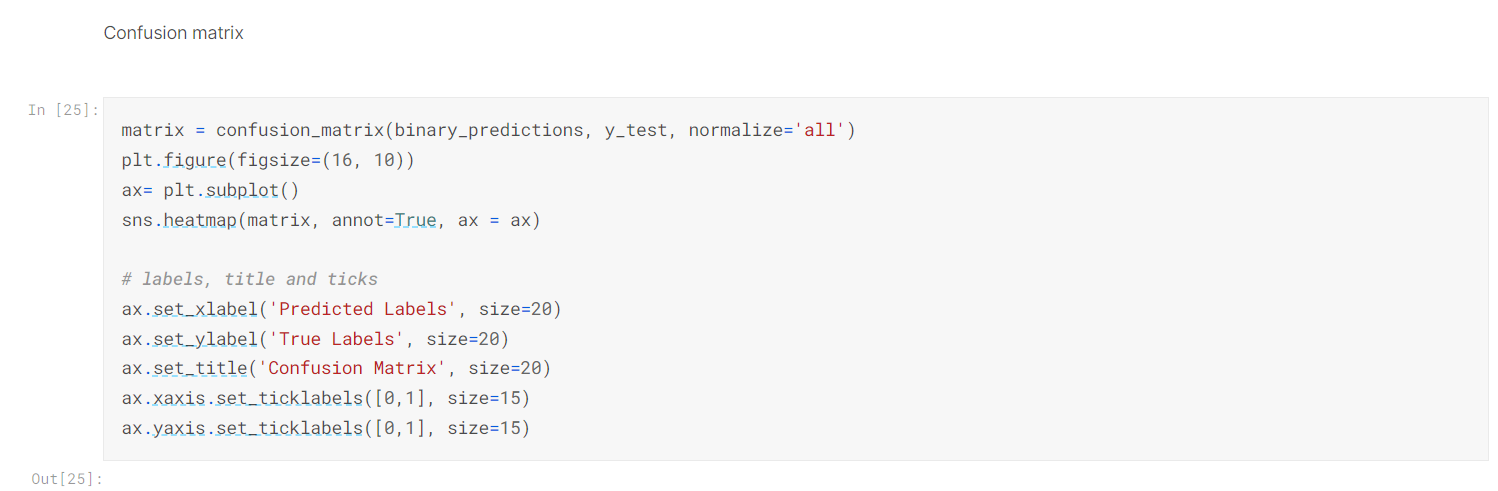 Confusion matrix
In [25]:
matrix = confusion_matrix(binary_predictions, y_test, normalize='all')
plt.figure(figsize=(16, 10))
ax= plt.subplot()
sns.heatmap(matrix, annot=True, ax = ax)
# labels, title and ticks
ax.set_xlabel('Predicted Labels', size=20)
ax.set_ylabel('True Labels', size=20)
ax.set_title('Confusion Matrix', size=20)
ax.xaxis.set_ticklabels([0,1], size=15)
ax.yaxis.set_ticklabels([0,1], size=15)
Out[25]: